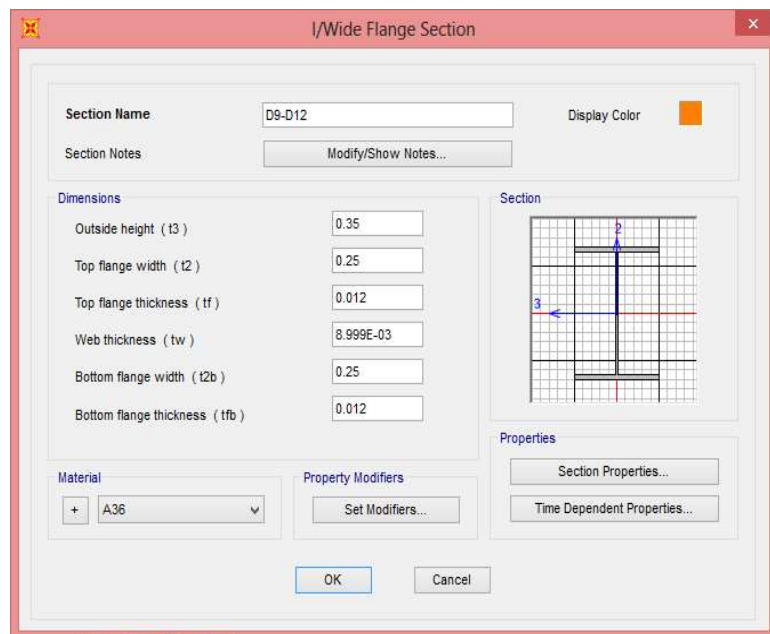 I/Wide Flange Section
×
Section Name D9-D12 Display Color
Section Notes Modify/Show Notes...
Dimensions
Outside height ( t3 ) 0.35
Top flange width ( t2 ) 0.25
Top flange thickness ( tf ) 0.012
Web thickness ( tw ) 8.999E-03
Bottom flange width ( t2b ) 0.25
Bottom flange thickness ( tfb ) 0.012
Section
2
3
Material
+ A36
Property Modifiers
Set Modifiers...
Properties
Section Properties...
Time Dependent Properties...
OK Cancel